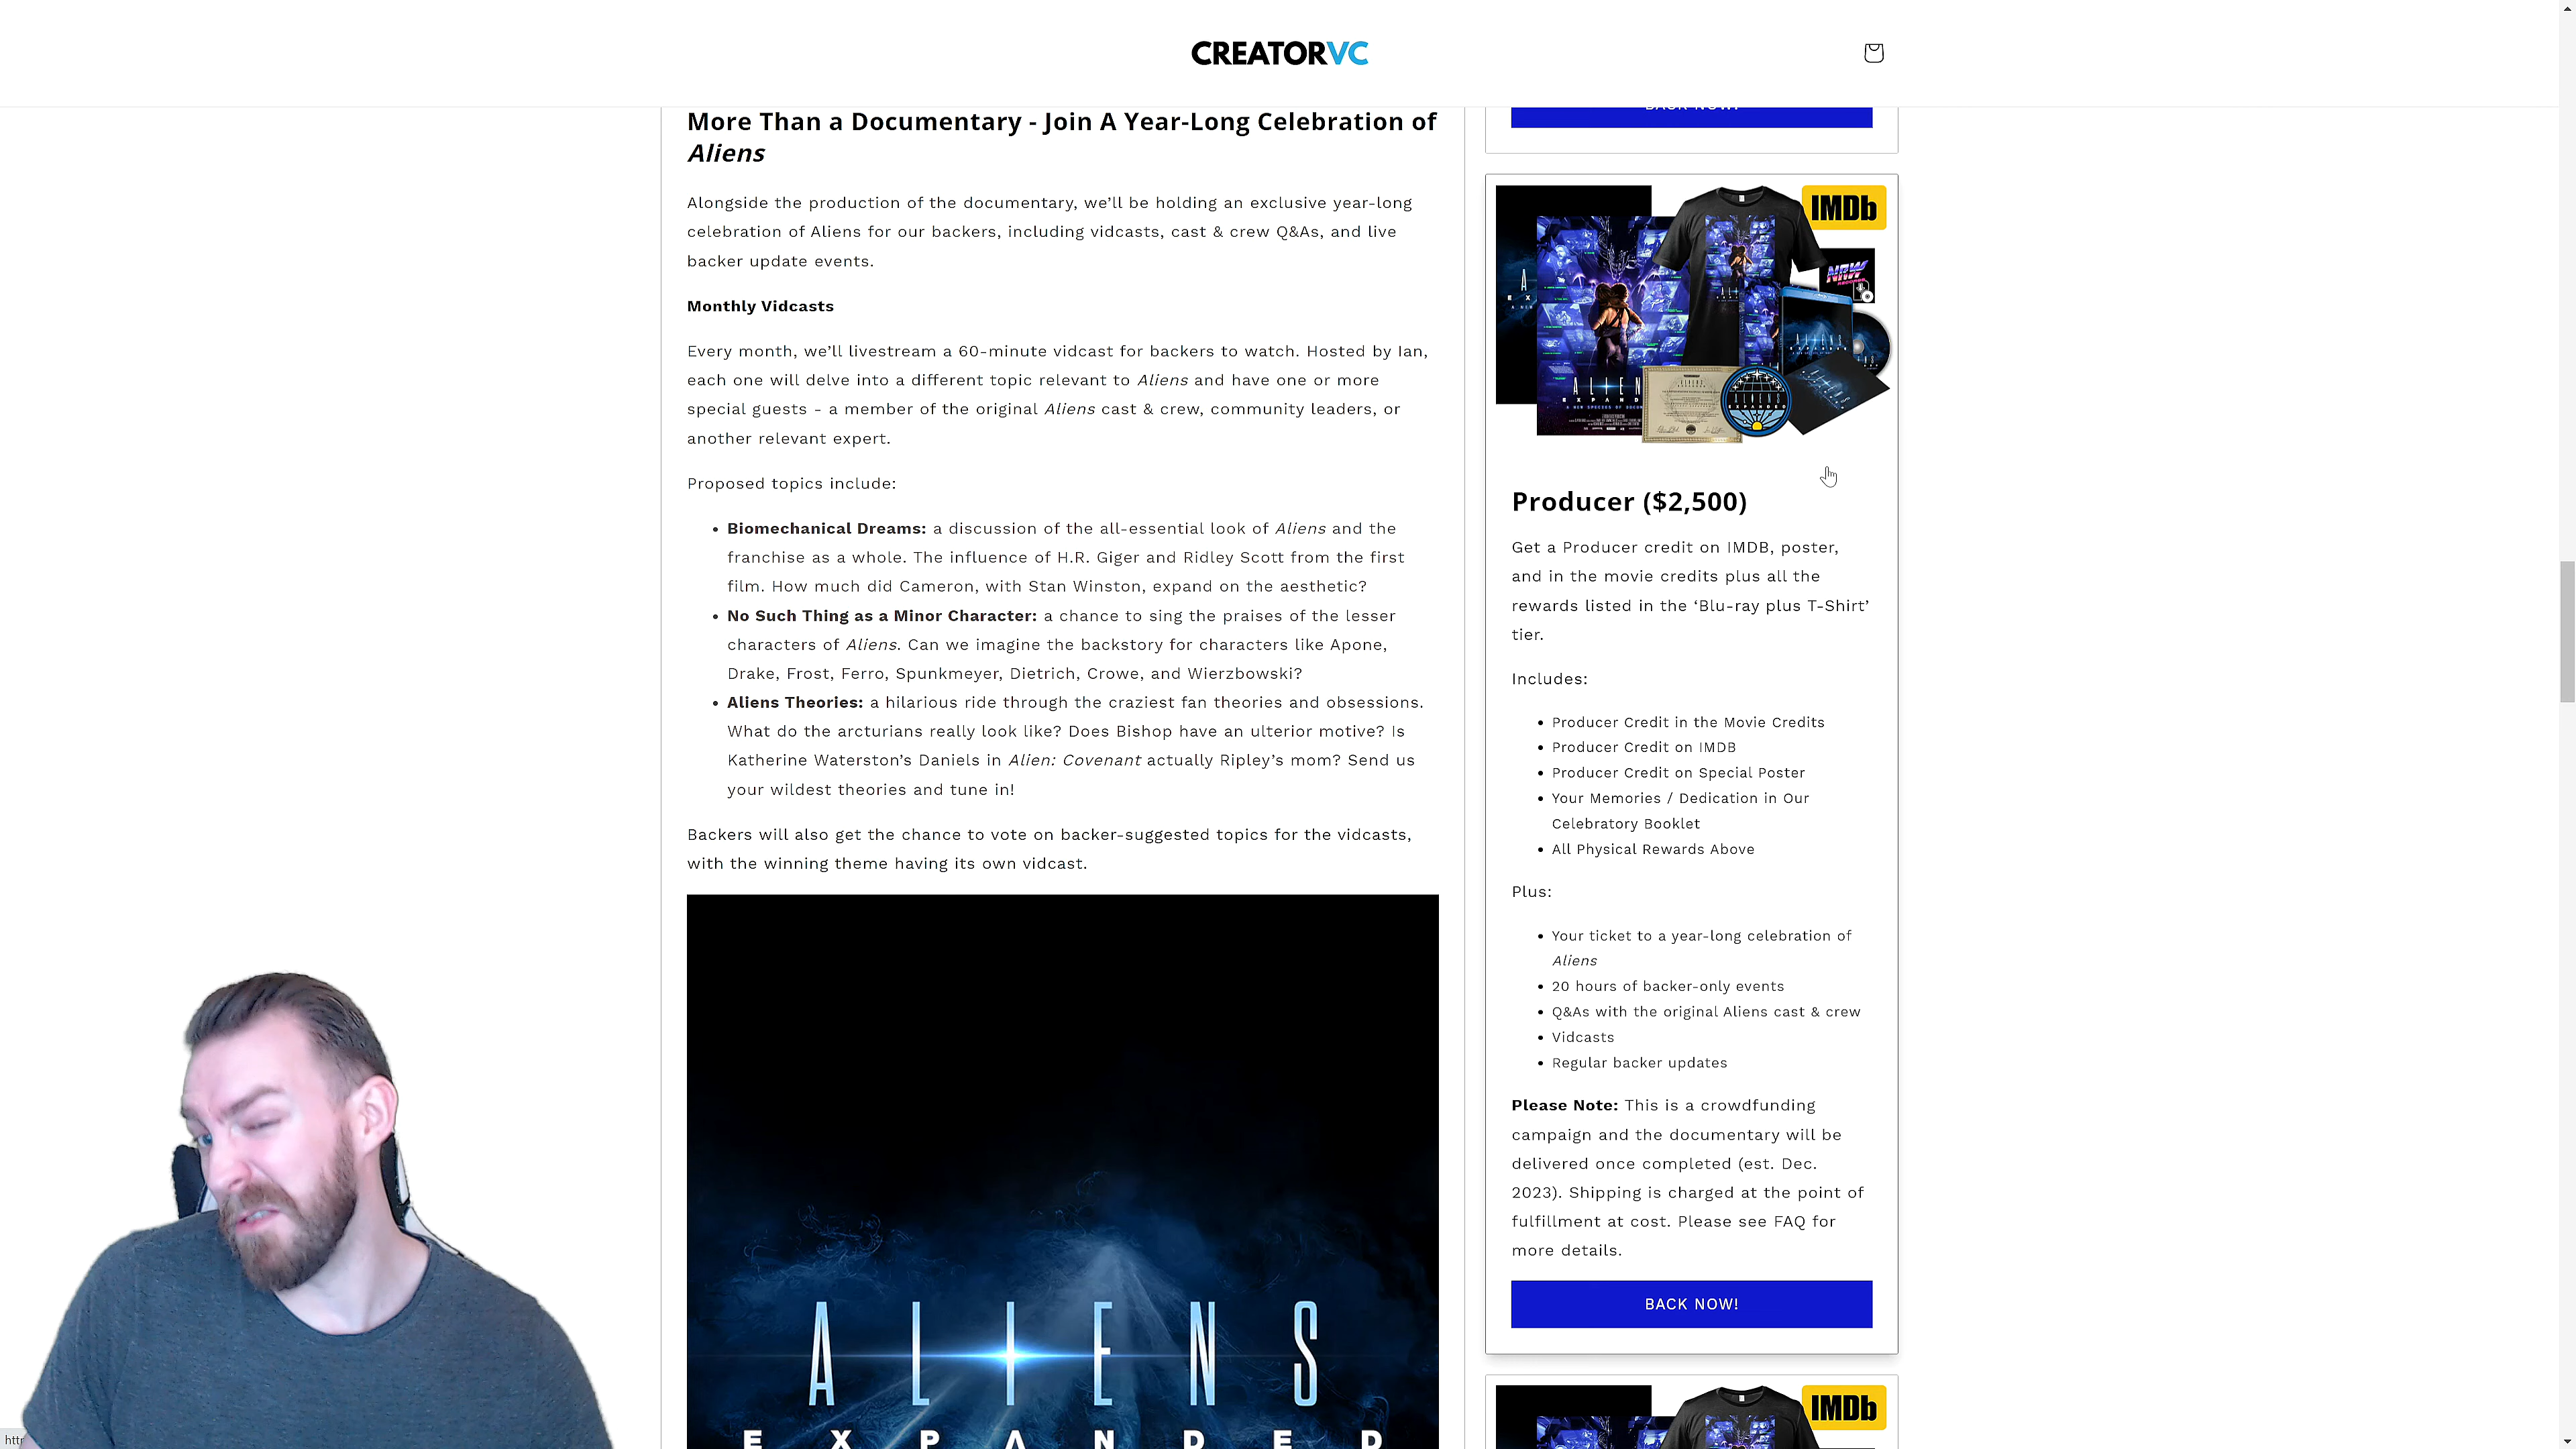 CREATORVC
More Than a Documentary - Join A Year-Long Celebration of
Aliens
Alongside the production of the documentary, we’ll be holding an exclusive year-long
celebration of Aliens for our backers, including vidcasts, cast & crew Q&As, and live
backer update events.
Monthly Vidcasts
Every month, we’ll livestream a 60-minute vidcast for backers to watch. Hosted by Ian,
each one will delve into a different topic relevant to Aliens and have one or more
special guests - a member of the original Aliens cast & crew, community leaders, or
another relevant expert.
Proposed topics include:
• Biomechanical Dreams: a discussion of the all-essential look of Aliens and the
franchise as a whole. The influence of H.R. Giger and Ridley Scott from the first
film. How much did Cameron, with Stan Winston, expand on the aesthetic?
• No Such Thing as a Minor Character: a chance to sing the praises of the lesser
characters of Aliens. Can we imagine the backstory for characters like Apone,
Drake, Frost, Ferro, Spunkmeyer, Dietrich, Crowe, and Wierzbowski?
• Aliens Theories: a hilarious ride through the craziest fan theories and obsessions.
What do the arcturians really look like? Does Bishop have an ulterior motive? Is
Katherine Waterston’s Daniels in Alien: Covenant actually Ripley’s mom? Send us
your wildest theories and tune in!
Backers will also get the chance to vote on backer-suggested topics for the vidcasts,
with the winning theme having its own vidcast.
ALIENS
EXPANDED
BACK NOW!
IMDb
NRW
RECORDS
ALIENS
EXPANDED
Producer ($2,500)
Get a Producer credit on IMDB, poster,
and in the movie credits plus all the
rewards listed in the ‘Blu-ray plus T-Shirt’
tier.
Includes:
• Producer Credit in the Movie Credits
• Producer Credit on IMDB
• Producer Credit on Special Poster
• Your Memories / Dedication in Our
Celebratory Booklet
• All Physical Rewards Above
Plus:
• Your ticket to a year-long celebration of
Aliens
• 20 hours of backer-only events
• Q&As with the original Aliens cast & crew
• Vidcasts
• Regular backer updates
Please Note: This is a crowdfunding
campaign and the documentary will be
delivered once completed (est. Dec.
2023). Shipping is charged at the point of
fulfillment at cost. Please see FAQ for
more details.
BACK NOW!
IMDb